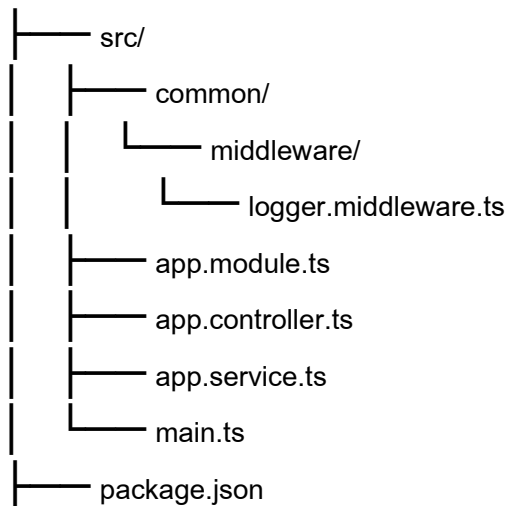 src/
common/
middleware/
logger.middleware.ts
app.module.ts
app.controller.ts
app.service.ts
main.ts
package.json